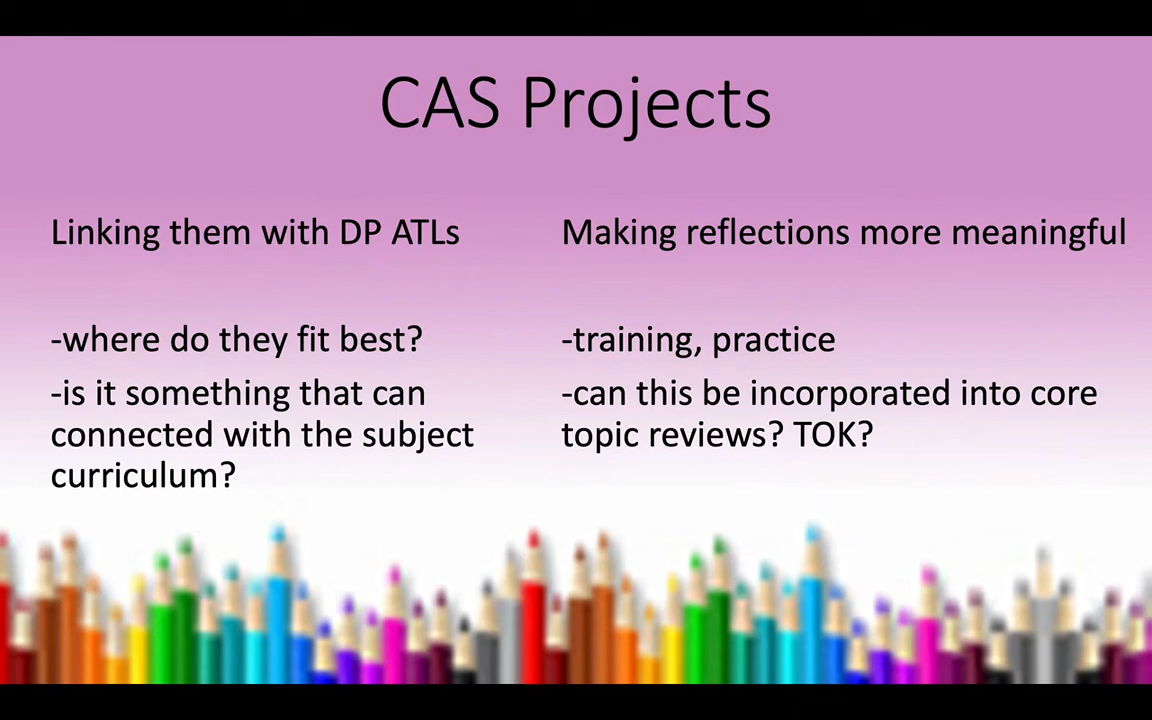 CAS Projects
Linking them with DP ATLs
-where do they fit best?
-is it something that can
connected with the subject
curriculum?
Making reflections more meaningful
-training, practice
-can this be incorporated into core
topic reviews? TOK?